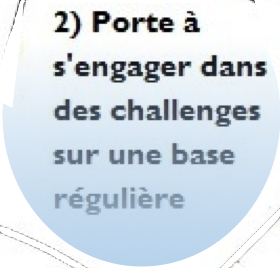 2) Porte à
s'engager dans
des challenges
sur une base
régulière